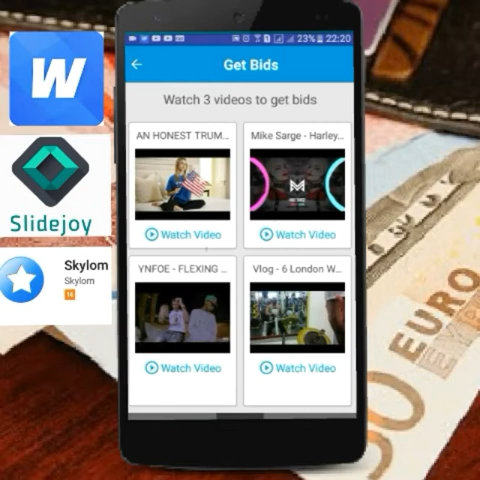 23% 22:20
Get Bids
Watch 3 videos to get bids
AN HONEST TRUM...
Mike Sarge - Harley...
Watch Video
Watch Video
YNFOE - FLEXING ...
Vlog - 6 London W...
Watch Video
Watch Video
W
Slidejoy
Skylom
Skylom
EURO